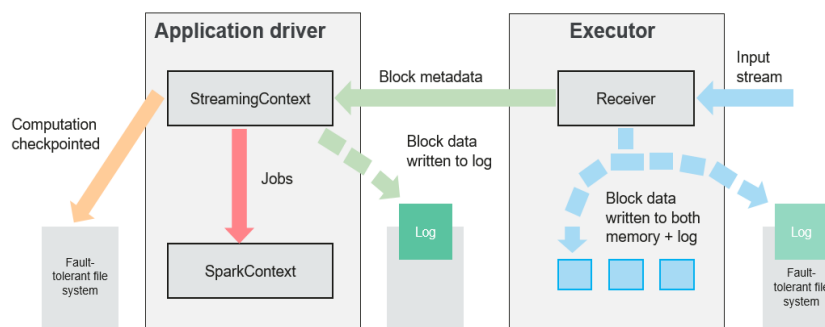 Application driver
Executor
StreamingContext
Block metadata
Receiver
Input
stream
Computation
checkpointed
Block data
written to log
Jobs
Block data
written to both
memory + log
Log
Log
SparkContext
Fault-
tolerant file
system
Fault-
tolerant file
system